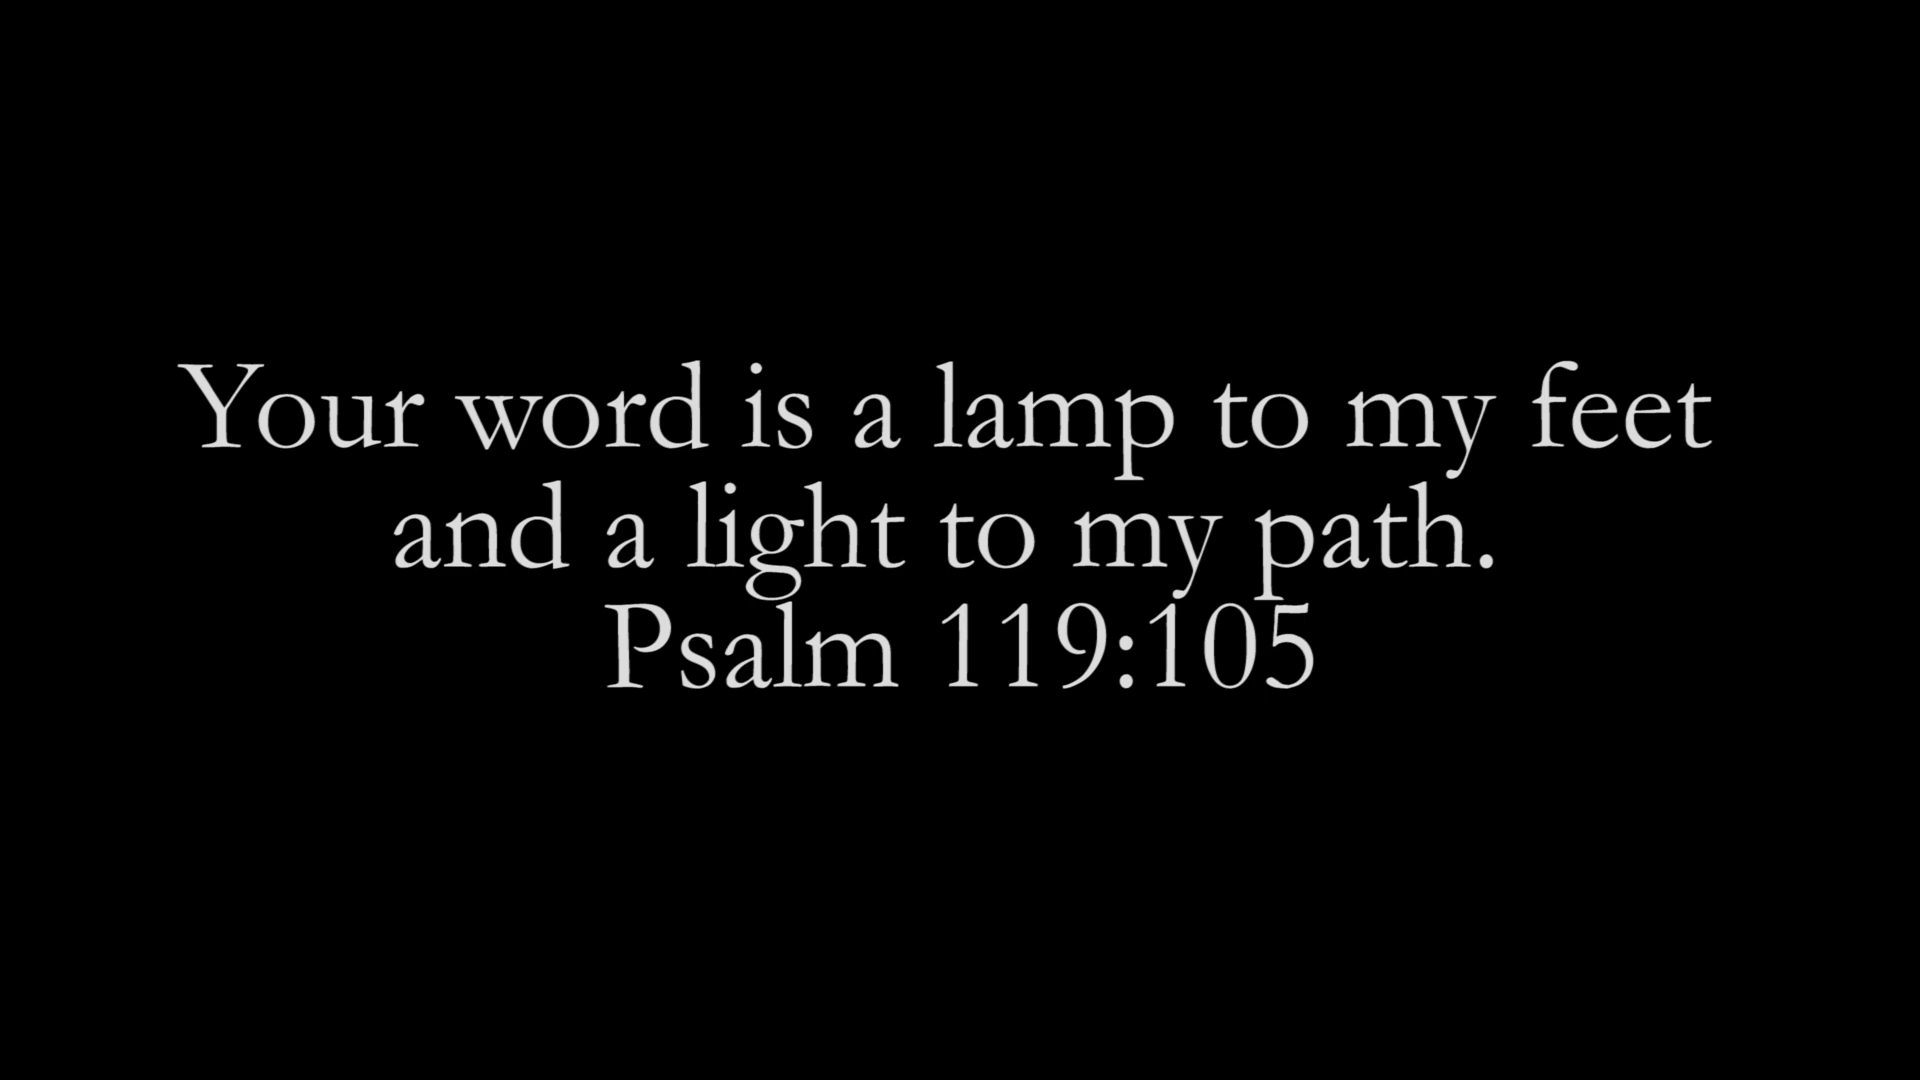 Your word is a lamp to my feet
and a light to my path.
Psalm 119:105